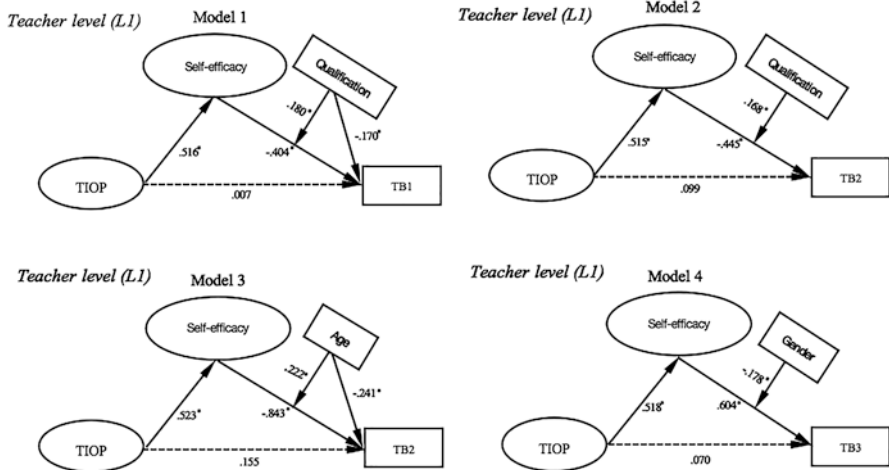 Teacher level (L1)
Model 1
Self-efficacy
Qualification
.180*
-.170*
.516*
-.404*
TIOP
.007
TB1
Teacher level (L1)
Model 2
Self-efficacy
Qualification
.168*
.515*
-.445*
TIOP
.099
TB2
Teacher level (L1)
Model 3
Self-efficacy
Age
.222*
-.241*
.523*
-.843*
TIOP
.155
TB2
Teacher level (L1)
Model 4
Self-efficacy
Gender
-.178*
.518*
.604*
TIOP
.070
TB3